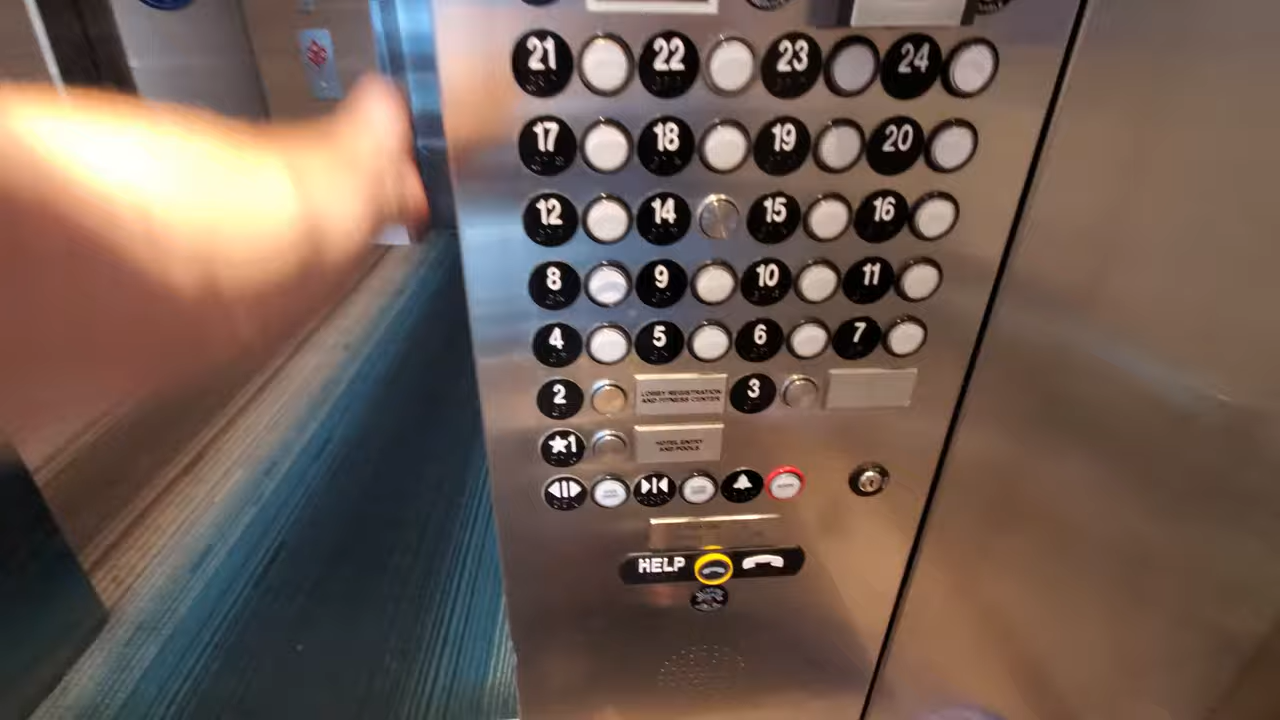 21 22 23 24
17 18 19 20
12 14 15 16
8 9 10 11
4 5 6 7
2 LOBBY REGISTRATION AND FITNESS CENTER 3
★1 HOTEL ENTRY AND POOLS
HELP